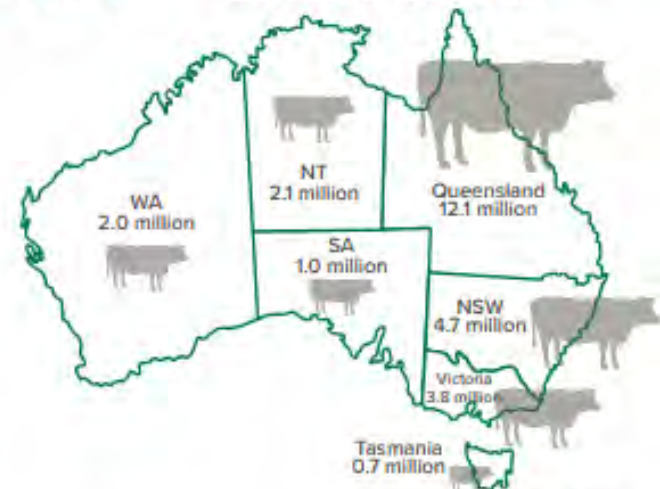 NT
2.1 million
Queensland
12.1 million
WA
2.0 million
SA
1.0 million
NSW
4.7 million
Victoria
3.8 million
Tasmania
0.7 million